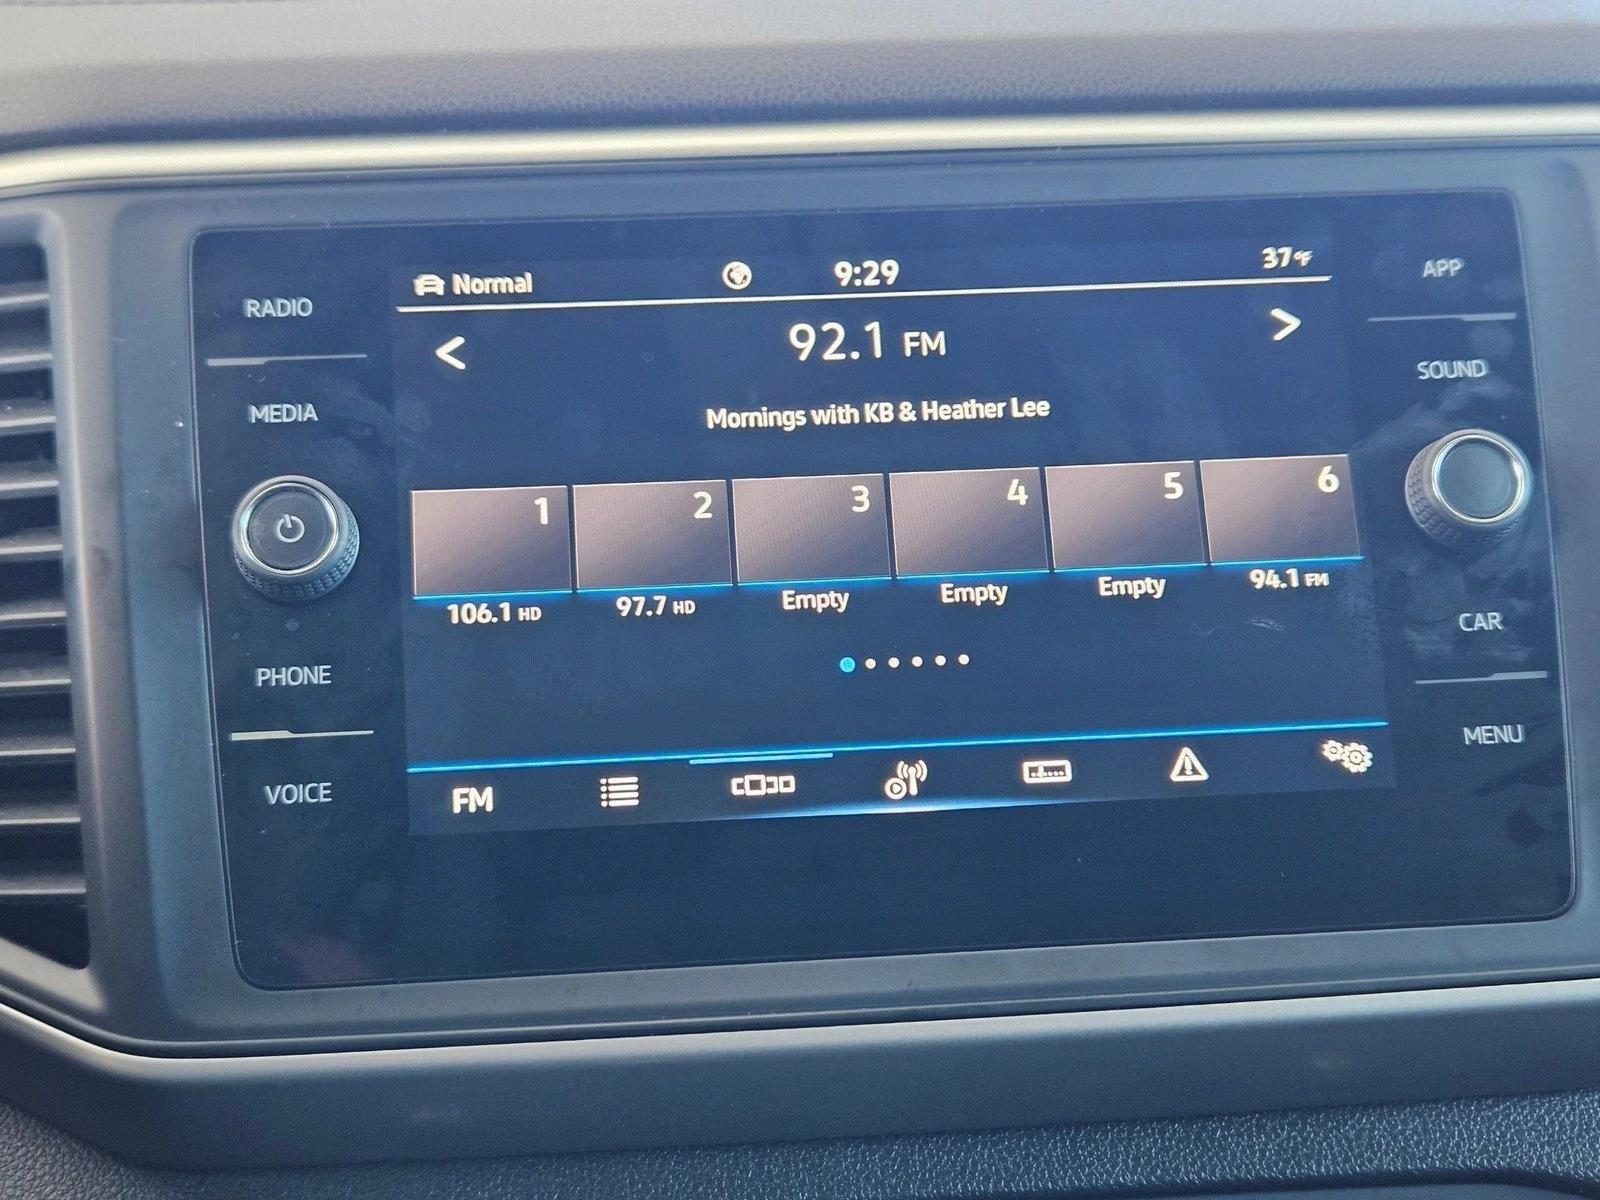 Normal 9:29 37°F
RADIO
APP
92.1 FM
MEDIA
SOUND
Mornings with KB & Heather Lee
1 2 3 4 5 6
106.1 HD 97.7 HD Empty Empty Empty 94.1 FM
PHONE
CAR
VOICE
MENU
FM